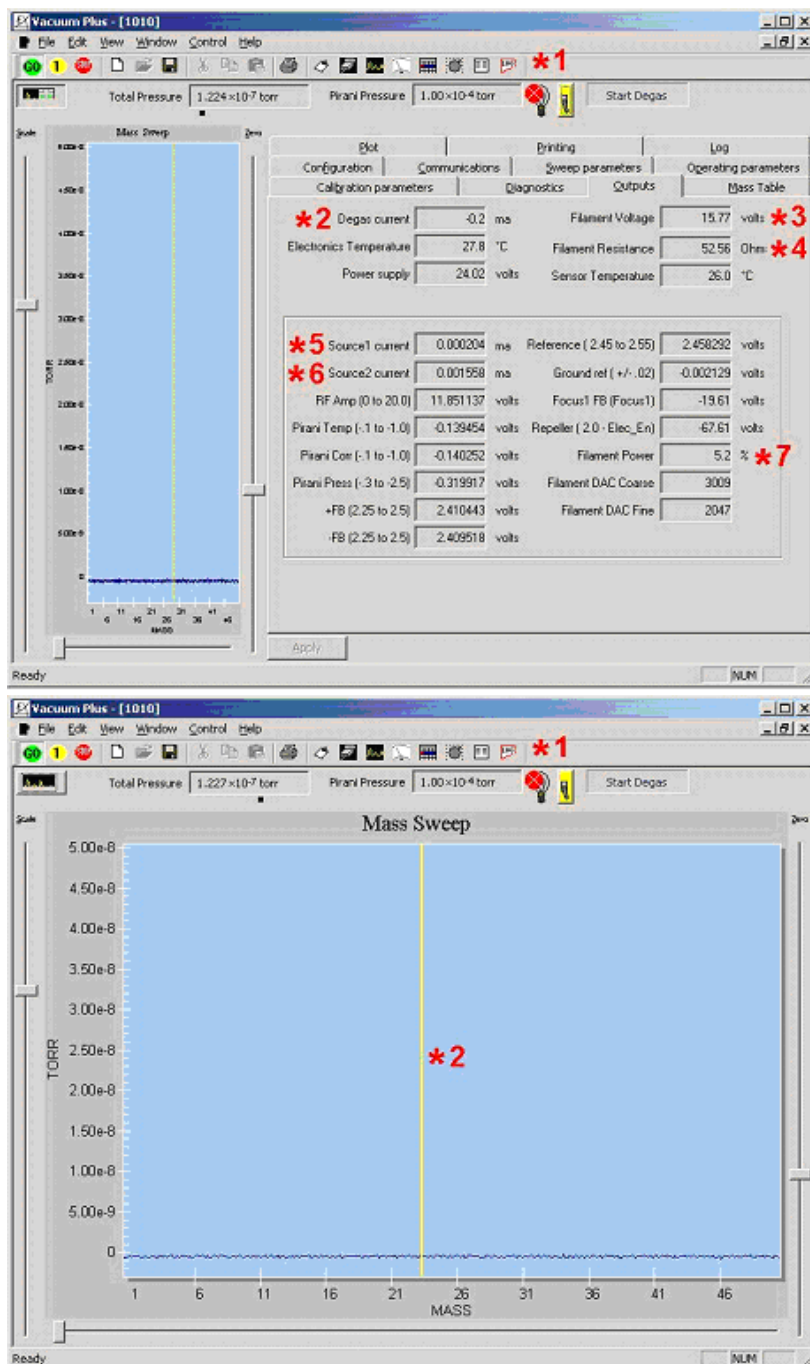 Vacuum Plus - [1010]
File Edit View Window Control Help
GO 1 STOP *1
Total Pressure 1.224×10-7 torr Pirani Pressure 1.00×10-4 torr Start Degas
Scale Mass Sweep Zero
Plot Printing Log
Configuration Communications Sweep parameters Operating parameters
Calibration parameters Diagnostics Outputs Mass Table
*2 Degas current -0.2 ma Filament Voltage 15.77 volts *3
Electronics Temperature 27.8 °C Filament Resistance 52.56 Ohm *4
Power supply 24.02 volts Sensor Temperature 26.0 °C
*5 Source1 current 0.000204 ma Reference ( 2.45 to 2.55) 2.458292 volts
*6 Source2 current 0.001558 ma Ground ref ( +/- .02) -0.002129 volts
RF Amp (0 to 20.0) 11.851137 volts Focus1 FB (Focus1) -19.61 volts
Pirani Temp (-.1 to -1.0) -0.139454 volts Repeller ( 2.0 - Elec_En) -67.61 volts
Pirani Corr (-.1 to -1.0) -0.140252 volts Filament Power 5.2 % *7
Pirani Press (-.3 to -2.5) -0.319917 volts Filament DAC Coarse 3009
+FB (2.25 to 2.5) 2.410443 volts Filament DAC Fine 2047
-FB (2.25 to 2.5) 2.409518 volts
TORR
0
1 11 16 21 26 31 36 41 46
6
MASS
Apply
Ready NUM
Vacuum Plus - [1010]
File Edit View Window Control Help
GO 1 STOP *1
Total Pressure 1.227×10-7 torr Pirani Pressure 1.00×10-4 torr Start Degas
Scale Mass Sweep Zero
5.00e-8
4.50e-8
4.00e-8
3.50e-8
3.00e-8
2.50e-8 *2
2.00e-8
1.50e-8
1.00e-8
5.00e-9
0
TORR
1 6 11 16 21 26 31 36 41 46
MASS
Ready NUM